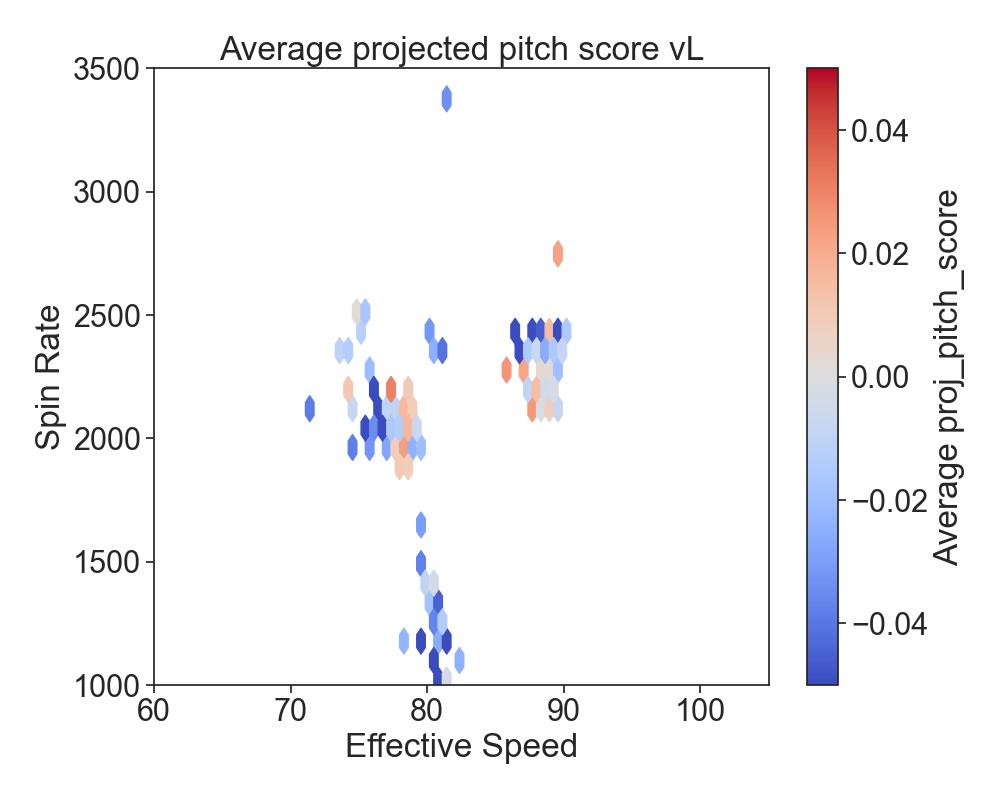 Average projected pitch score vL
3500
3000
2500
2000
1500
1000
Spin Rate
60 70 80 90 100
Effective Speed
0.04
0.02
0.00
−0.02
−0.04
Average proj_pitch_score